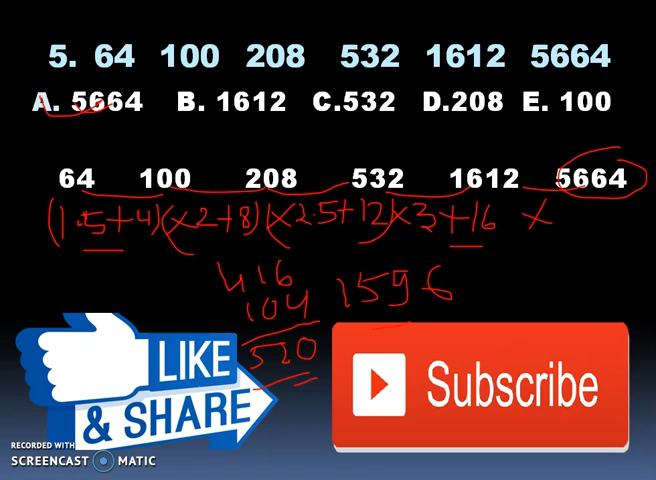 5. 64 100 208 532 1612 5664
A. 5664 B. 1612 C.532 D.208 E. 100
64 100 208 532 1612 5664
(1.5+4)(×2+8)(×2.5+12)×3+16 ×
416
104
520
1596
LIKE
& SHARE
Subscribe
RECORDED WITH
SCREENCAST MATIC